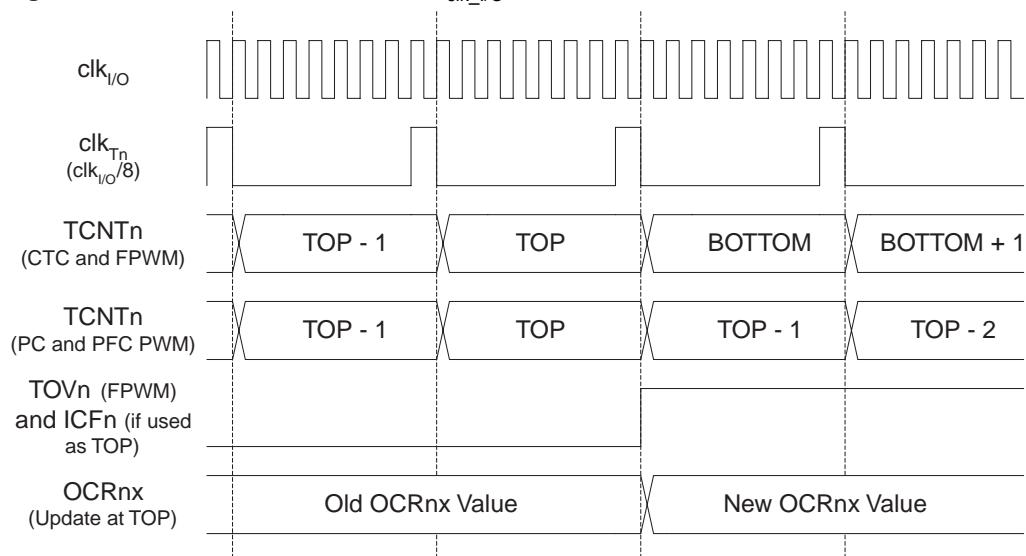 clk_I/O
clk_I/O
clk_Tn
(clk_I/O/8)
TCNTn
(CTC and FPWM)
TOP - 1
TOP
BOTTOM
BOTTOM + 1
TCNTn
(PC and PFC PWM)
TOP - 1
TOP
TOP - 1
TOP - 2
TOVn (FPWM)
and ICFn (if used
as TOP)
OCRnx
(Update at TOP)
Old OCRnx Value
New OCRnx Value